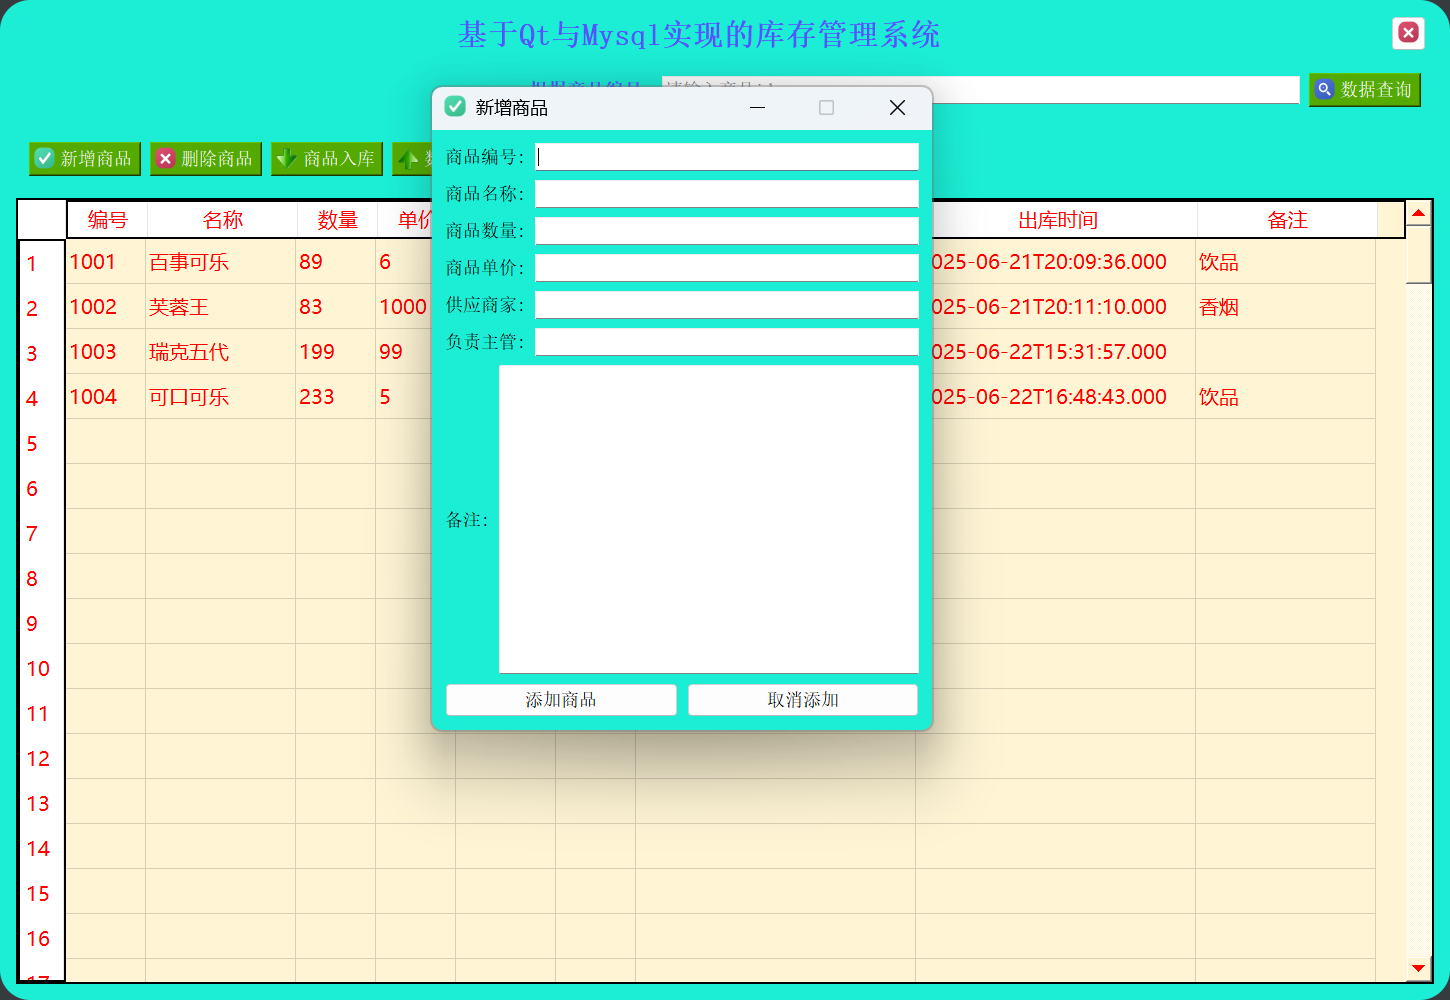 基于Qt与Mysql实现的库存管理系统
数据查询
新增商品 删除商品 商品入库
编号 名称 数量 单价 出库时间 备注
1 1001 百事可乐 89 6 025-06-21T20:09:36.000 饮品
2 1002 芙蓉王 83 1000 025-06-21T20:11:10.000 香烟
3 1003 瑞克五代 199 99 025-06-22T15:31:57.000
4 1004 可口可乐 233 5 025-06-22T16:48:43.000 饮品
5
6
7
8
9
10
11
12
13
14
15
16
17
新增商品
商品编号：
商品名称：
商品数量：
商品单价：
供应商家：
负责主管：
备注：
添加商品 取消添加